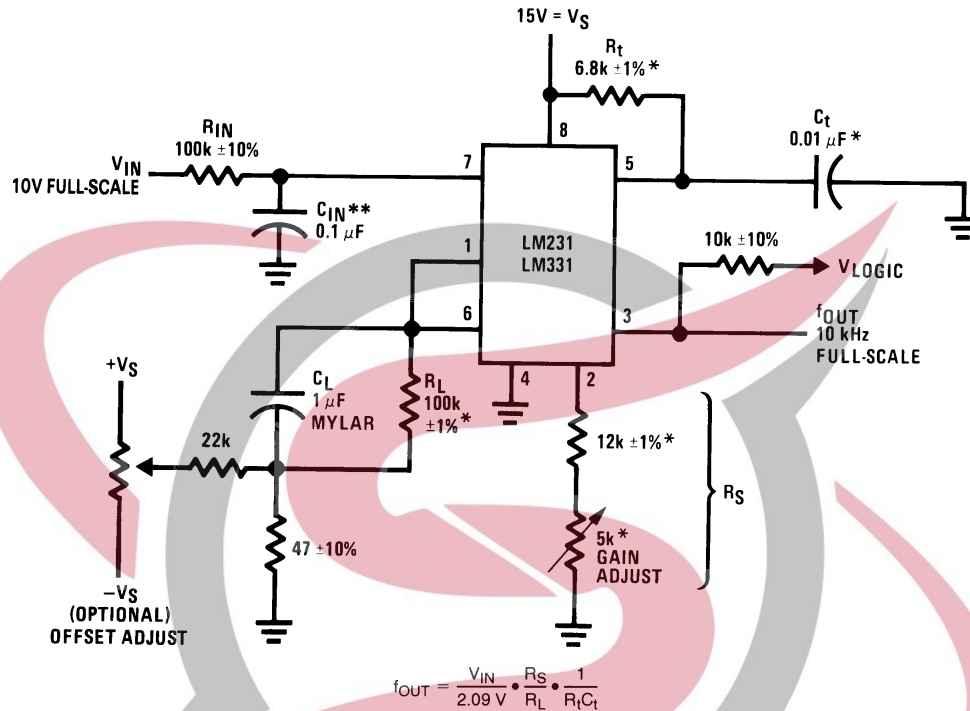 15V = VS
Rt
6.8k ±1% *
8
Ct
0.01 µF *
RIN
100k ±10%
VIN
10V FULL-SCALE
7
5
CIN**
0.1 µF
1
LM231
LM331
10k ±10%
VLOGIC
6
3
fOUT
10 kHz
FULL-SCALE
4
2
+VS
CL
1 µF
MYLAR
RL
100k
±1% *
22k
12k ±1% *
RS
47 ±10%
5k *
GAIN
ADJUST
−VS
(OPTIONAL)
OFFSET ADJUST
fOUT = VIN/2.09 V • RS/RL • 1/RtCt